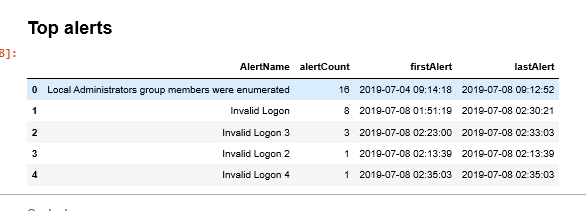 Top alerts
8]:
AlertName alertCount firstAlert lastAlert
0 Local Administrators group members were enumerated 16 2019-07-04 09:14:18 2019-07-08 09:12:52
1 Invalid Logon 8 2019-07-08 01:51:19 2019-07-08 02:30:21
2 Invalid Logon 3 3 2019-07-08 02:23:00 2019-07-08 02:33:03
3 Invalid Logon 2 1 2019-07-08 02:13:39 2019-07-08 02:13:39
4 Invalid Logon 4 1 2019-07-08 02:35:03 2019-07-08 02:35:03